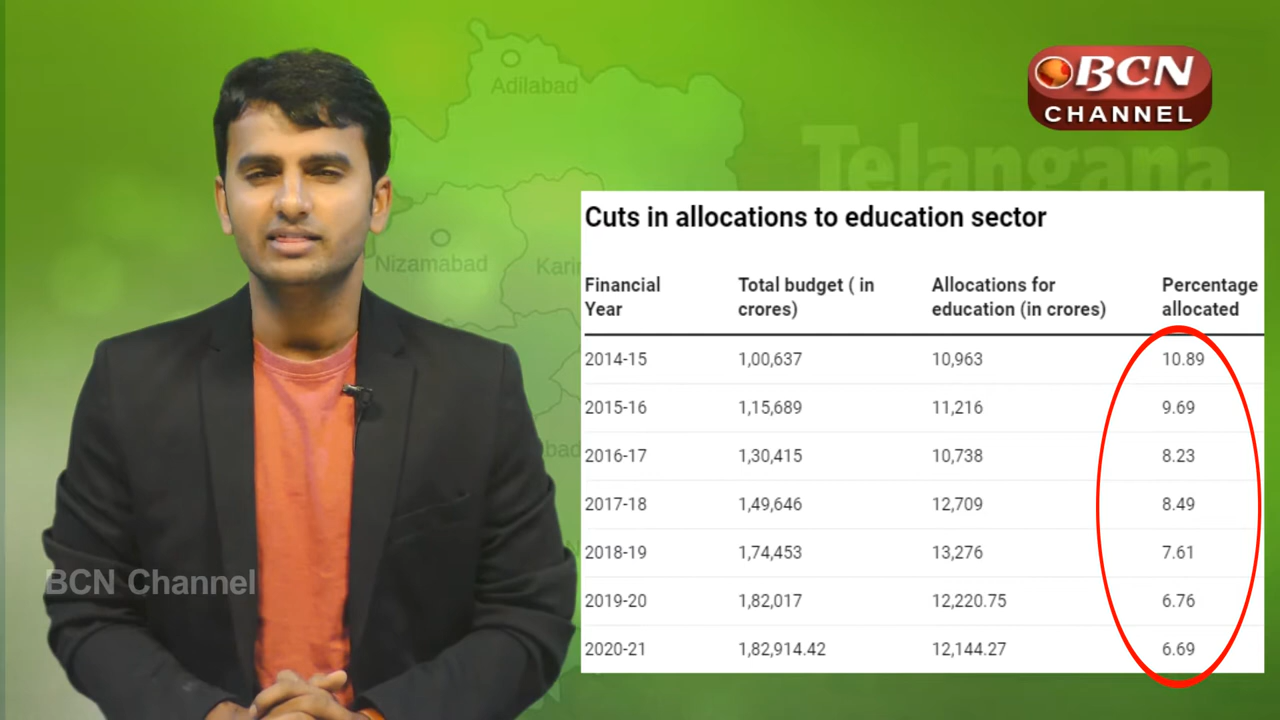 Adilabad
BCN
CHANNEL
Telangana
Cuts in allocations to education sector
Nizamabad
Karim
Financial Year
Total budget ( in crores)
Allocations for education (in crores)
Percentage allocated
2014-15 1,00,637 10,963 10.89
2015-16 1,15,689 11,216 9.69
2016-17 1,30,415 10,738 8.23
bad
2017-18 1,49,646 12,709 8.49
2018-19 1,74,453 13,276 7.61
BCN Channel
2019-20 1,82,017 12,220.75 6.76
2020-21 1,82,914.42 12,144.27 6.69